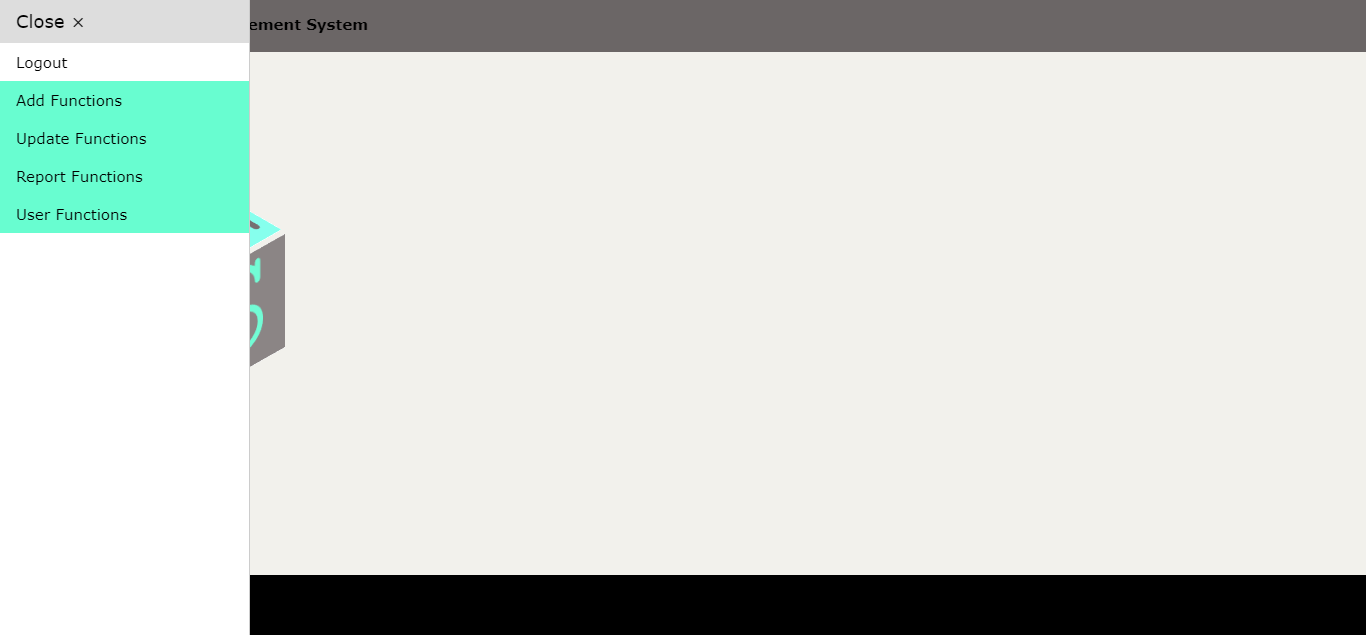 Close ×
ement System
Logout
Add Functions
Update Functions
Report Functions
User Functions